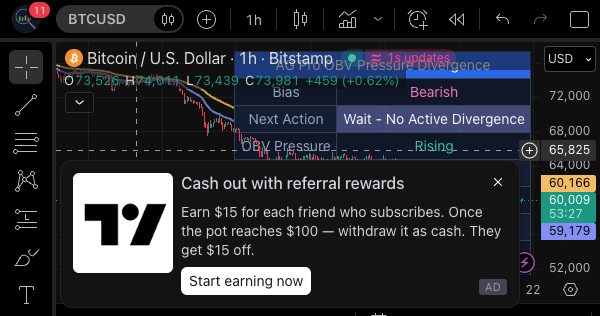 11
BTCUSD
1h
Bitcoin / U.S. Dollar · 1h · Bitstamp
1s updates
AG Pro OBV Pressure Divergence
O73,526 H74,011 L73,439 C73,981 +459 (+0.62%)
Divergence
Bias Bearish
Next Action Wait - No Active Divergence
OBV Pressure Rising
USD
72,000
68,000
65,825
64,000
60,166
60,009
53:27
59,179
52,000
22
Cash out with referral rewards
Earn $15 for each friend who subscribes. Once
the pot reaches $100 — withdraw it as cash. They
get $15 off.
Start earning now
AD